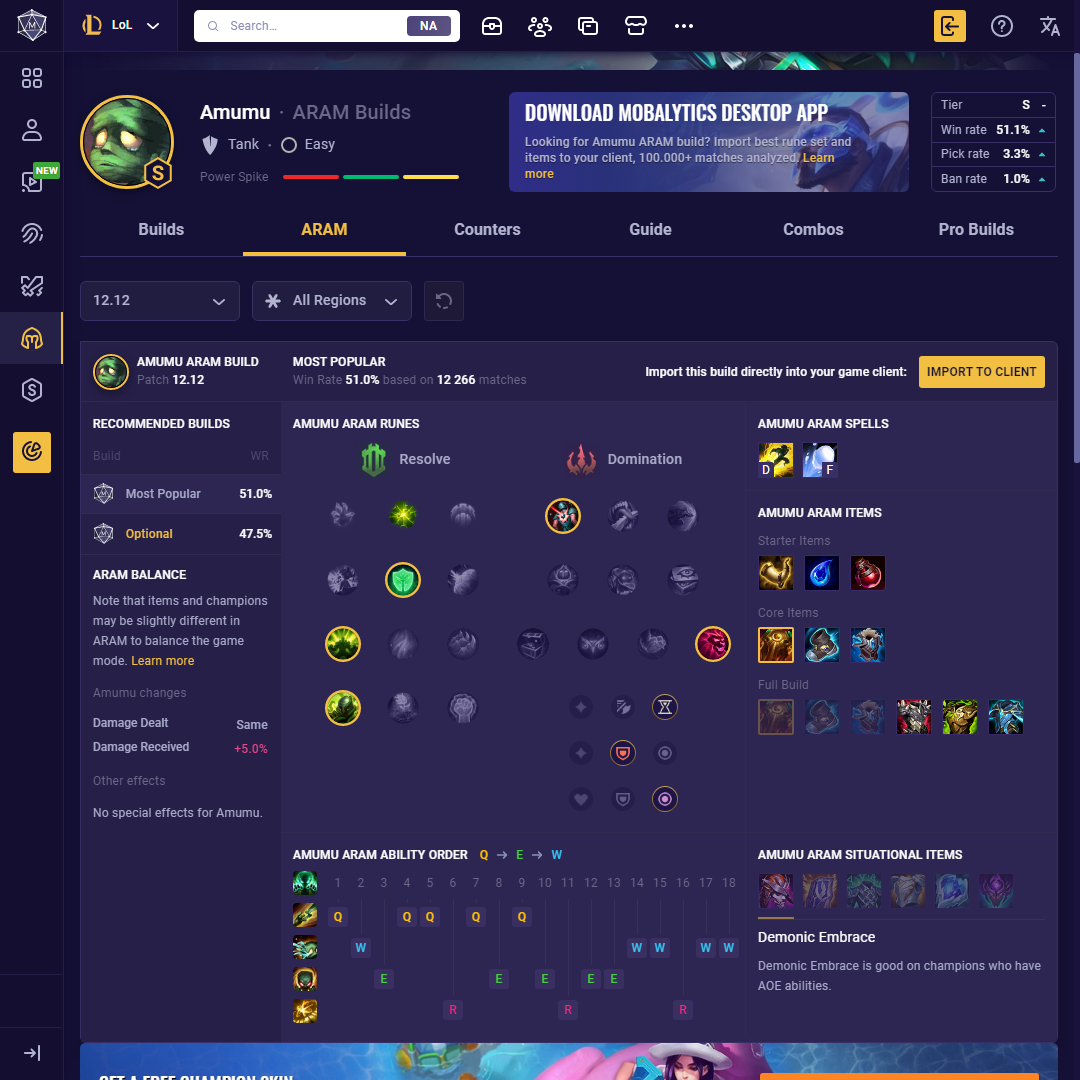 LoL
Search...
NA
NEW
Amumu · ARAM Builds
Tank · Easy
Power Spike
S
DOWNLOAD MOBALYTICS DESKTOP APP
Looking for Amumu ARAM build? Import best rune set and
items to your client, 100.000+ matches analyzed. Learn
more
Tier S -
Win rate 51.1%
Pick rate 3.3%
Ban rate 1.0%
Builds ARAM Counters Guide Combos Pro Builds
12.12
All Regions
AMUMU ARAM BUILD
Patch 12.12
MOST POPULAR
Win Rate 51.0% based on 12 266 matches
Import this build directly into your game client:
IMPORT TO CLIENT
RECOMMENDED BUILDS
Build WR
Most Popular 51.0%
Optional 47.5%
ARAM BALANCE
Note that items and champions
may be slightly different in
ARAM to balance the game
mode. Learn more
Amumu changes
Damage Dealt Same
Damage Received +5.0%
Other effects
No special effects for Amumu.
AMUMU ARAM RUNES
Resolve
Domination
AMUMU ARAM SPELLS
D F
AMUMU ARAM ITEMS
Starter Items
Core Items
Full Build
AMUMU ARAM ABILITY ORDER Q → E → W
1 2 3 4 5 6 7 8 9 10 11 12 13 14 15 16 17 18
Q Q Q Q Q
W W W W W
E E E E E
R R R
AMUMU ARAM SITUATIONAL ITEMS
Demonic Embrace
Demonic Embrace is good on champions who have
AOE abilities.
GET A FREE CHAMPION SKIN